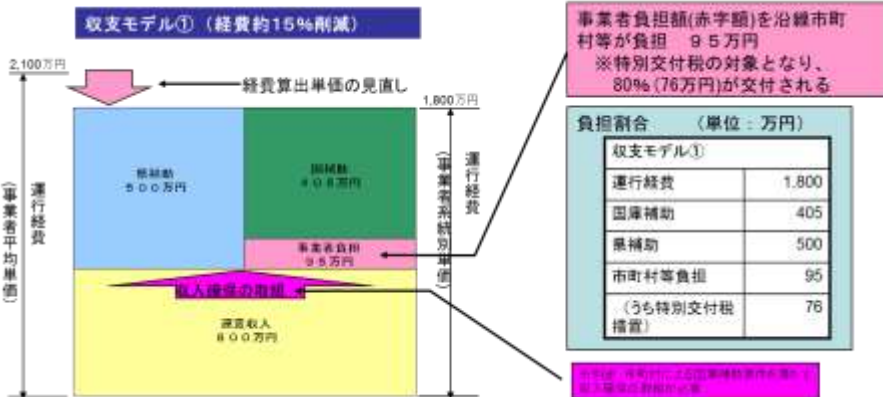 収支モデル①（経費約15%削減）
2,100万円
経費算出単価の見直し
1,800万円
県補助
500万円
国補助
405万円
事業者負担
95万円
収入確保の取組
運送収入
800万円
運行経費
（事業者平均単価）
運行経費
（事業者系統別単価）
事業者負担額(赤字額)を沿線市町
村等が負担　９５万円
※特別交付税の対象となり、
80%(76万円)が交付される
負担割合　（単位：万円）
収支モデル①
運行経費 1,800
国庫補助 405
県補助 500
市町村等負担 95
（うち特別交付税
措置） 76